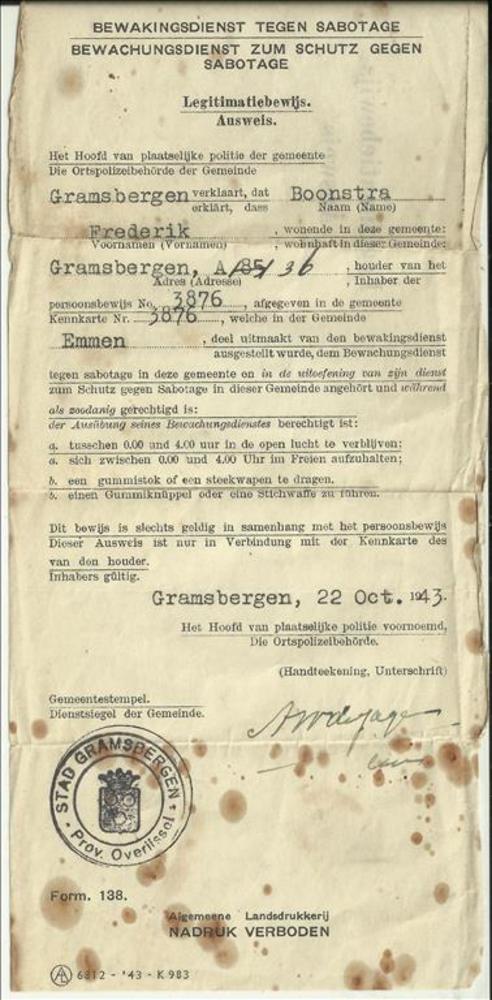 BEWAKINGSDIENST TEGEN SABOTAGE
BEWACHUNGSDIENST ZUM SCHUTZ GEGEN
SABOTAGE
Legitimatiebewijs.
Ausweis.
Het Hoofd van plaatselijke politie der gemeente
Die Ortspolizeibehörde der Gemeinde
Gramsbergen verklaart, dat Boonstra
erklärt, dass Naam (Name)
Frederik, wonende in deze gemeente:
Voornamen (Vornamen), wohnhaft in dieser Gemeinde:
Gramsbergen, A 36, houder van het
Adres (Adresse), Inhaber der
persoonsbewijs No. 3876, afgegeven in de gemeente
Kennkarte Nr. 3876, welche in der Gemeinde
Emmen, deel uitmaakt van den bewakingsdienst
ausgestellt wurde, dem Bewachungsdienst
tegen sabotage in deze gemeente en in de uitoefening van zijn dienst
zum Schutz gegen Sabotage in dieser Gemeinde angehört und während
als zoodanig gerechtigd is:
der Ausübung seines Bewachungsdienstes berechtigt ist:
a. tusschen 0.00 und 4.00 uur in de open lucht te verblijven;
a. sich zwischen 0.00 und 4.00 Uhr im Freien aufzuhalten;
b. een gummistok of een steekwapen te dragen.
b. einen Gummiknüppel oder eine Stichwaffe zu führen.
Dit bewijs is slechts geldig in samenhang met het persoonsbewijs
Dieser Ausweis ist nur in Verbindung mit der Kennkarte des
van den houder.
Inhabers gültig.
Gramsbergen, 22 Oct. 1943.
Het Hoofd van plaatselijke politie voornoemd,
Die Ortspolizeibehörde.
(Handteekening, Unterschrift)
Gemeentestempel.
Dienstsiegel der Gemeinde.
STAD GRAMSBERGEN
Prov. Overijssel
Form. 138.
Algemeene Landsdrukkerij
NADRUK VERBODEN
AL 6812 - '43 - K 983